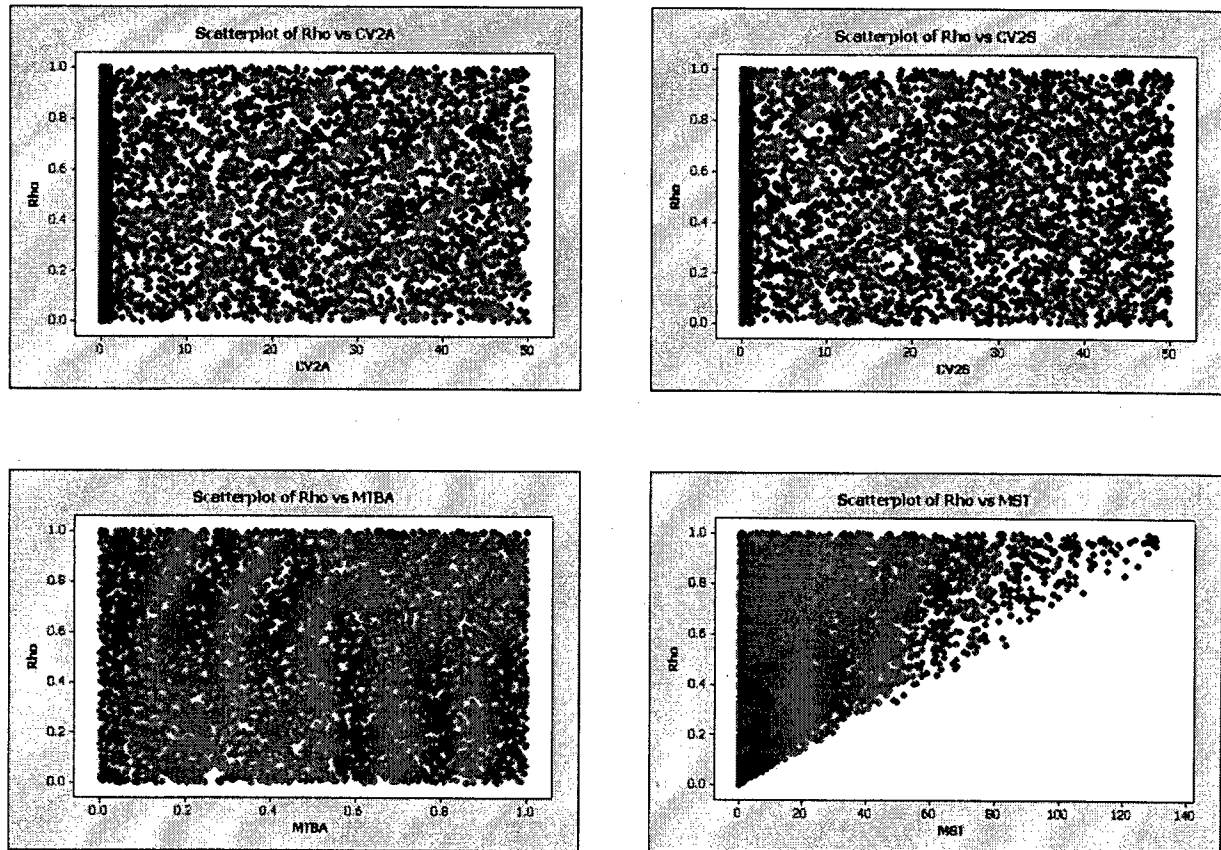 Scatterplot of Rho vs CV2A
1.0
0.8
0.6
0.4
0.2
0.0
Rho
0 10 20 30 40 50
CV2A
Scatterplot of Rho vs CV2S
1.0
0.8
0.6
0.4
0.2
0.0
Rho
0 10 20 30 40 50
CV2S
Scatterplot of Rho vs MTBA
1.0
0.8
0.6
0.4
0.2
0.0
Rho
0.0 0.2 0.4 0.6 0.8 1.0
MTBA
Scatterplot of Rho vs MST
1.0
0.8
0.6
0.4
0.2
0.0
Rho
0 20 40 60 80 100 120 140
MST